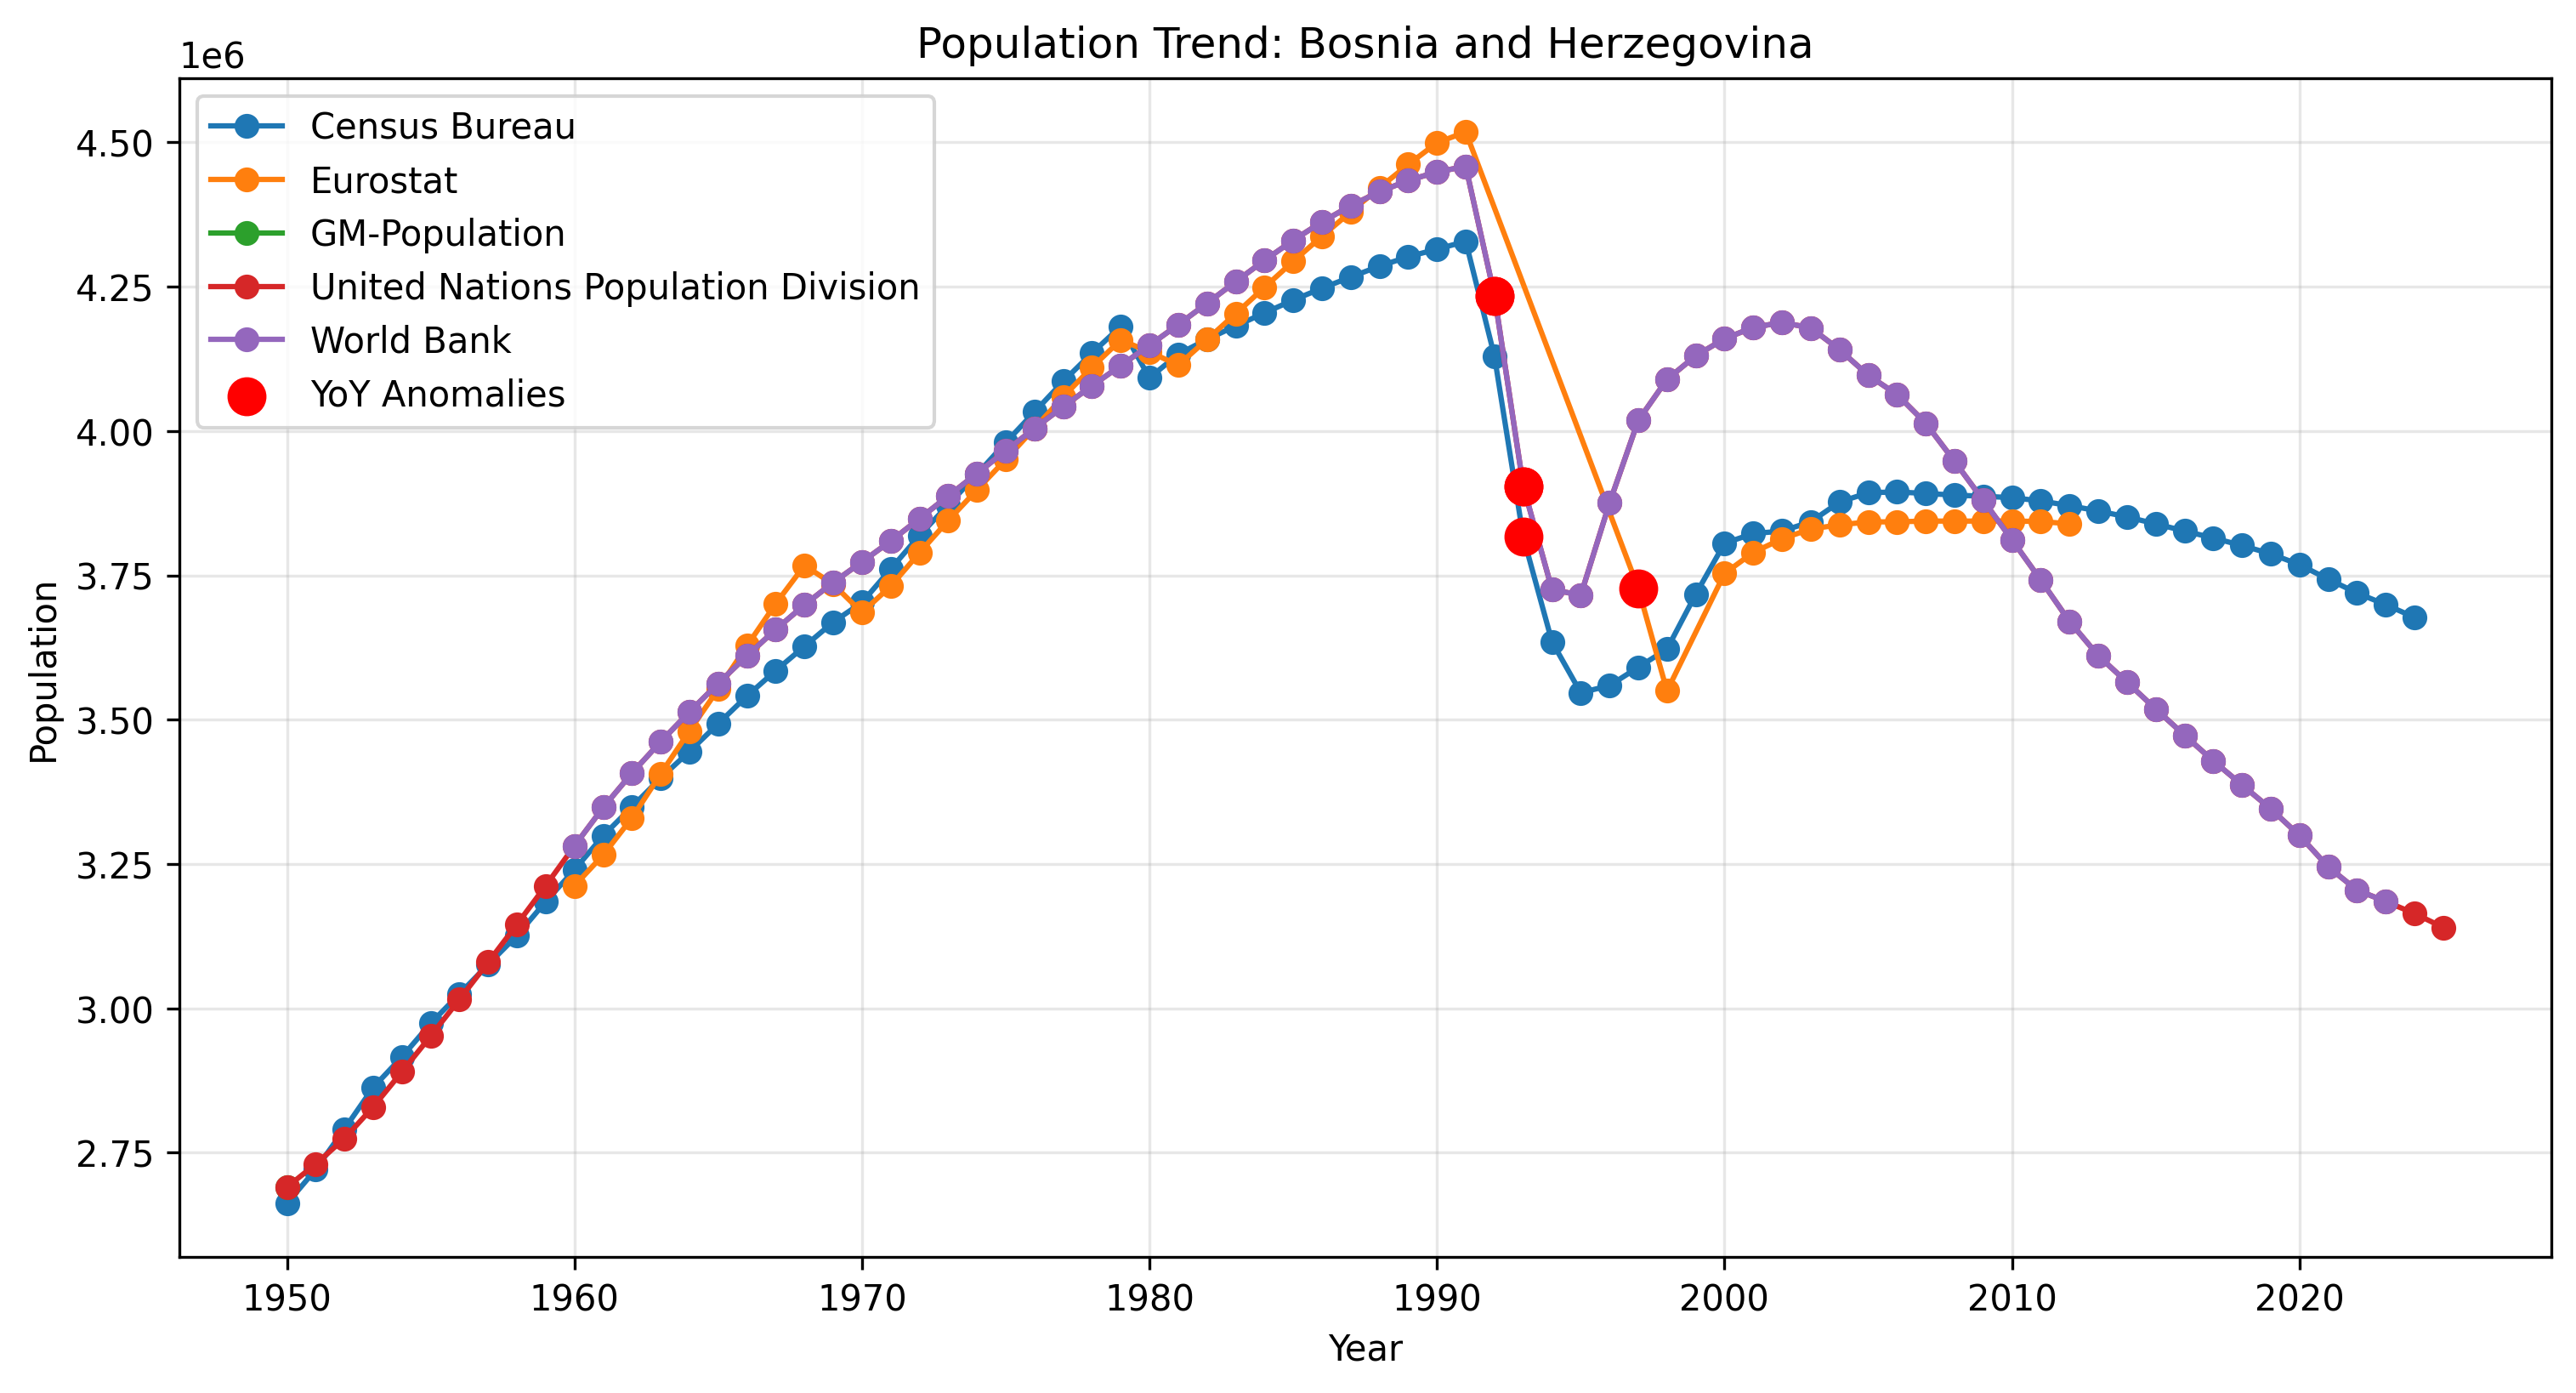 Population Trend: Bosnia and Herzegovina
1e6
Census Bureau
Eurostat
GM-Population
United Nations Population Division
World Bank
YoY Anomalies
4.50
4.25
4.00
3.75
3.50
3.25
3.00
2.75
Population
1950 1960 1970 1980 1990 2000 2010 2020
Year